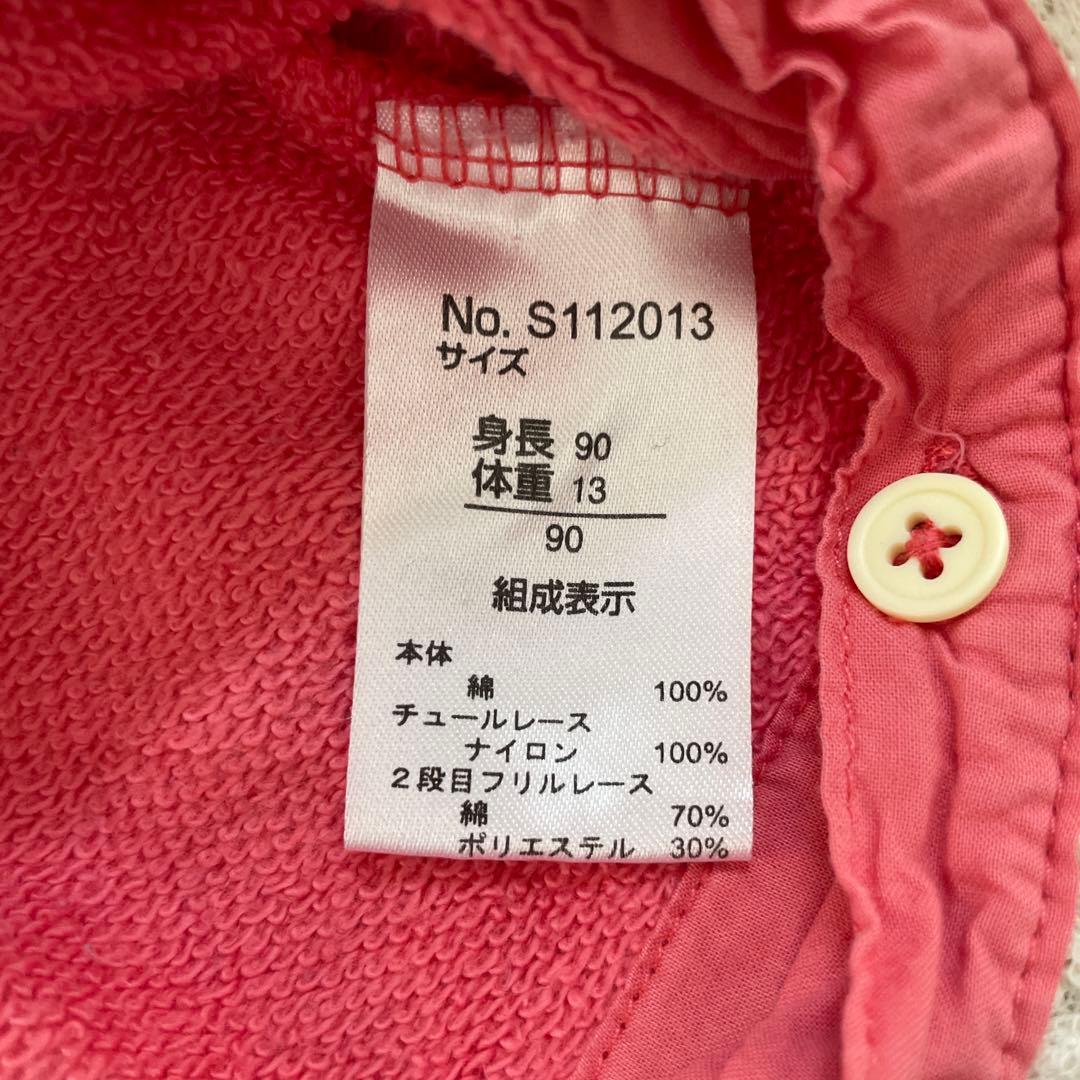 No. S112013
サイズ
身長 90
体重 13
90
組成表示
本体
綿 100%
チュールレース
ナイロン 100%
2段目フリルレース
綿 70%
ポリエステル 30%